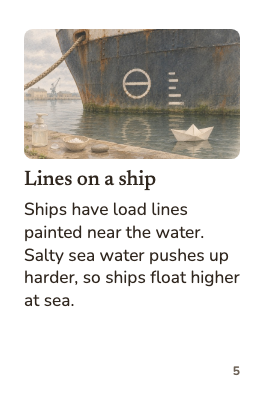 Lines on a ship
Ships have load lines
painted near the water.
Salty sea water pushes up
harder, so ships float higher
at sea.
5